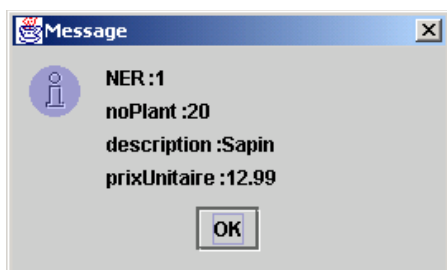 Message
NER :1
noPlant :20
description :Sapin
prixUnitaire :12.99
OK